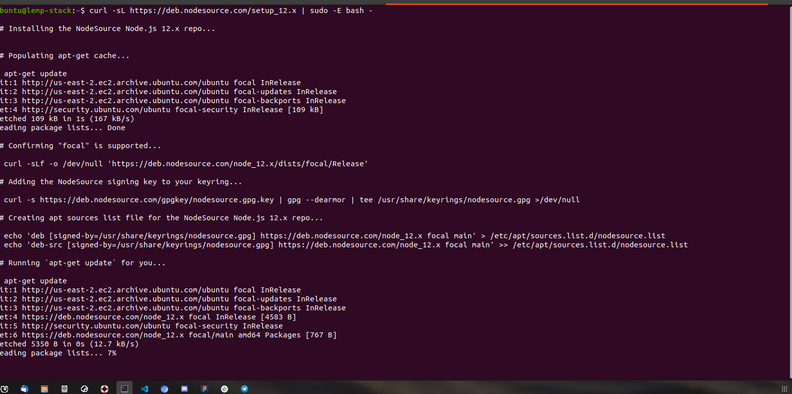 buntu@lemp-stack:~$ curl -sL https://deb.nodesource.com/setup_12.x | sudo -E bash -
# Installing the NodeSource Node.js 12.x repo...
# Populating apt-get cache...
apt-get update
it:1 http://us-east-2.ec2.archive.ubuntu.com/ubuntu focal InRelease
it:2 http://us-east-2.ec2.archive.ubuntu.com/ubuntu focal-updates InRelease
it:3 http://us-east-2.ec2.archive.ubuntu.com/ubuntu focal-backports InRelease
et:4 http://security.ubuntu.com/ubuntu focal-security InRelease [109 kB]
etched 109 kB in 1s (167 kB/s)
eading package lists... Done
# Confirming "focal" is supported...
curl -sLf -o /dev/null 'https://deb.nodesource.com/node_12.x/dists/focal/Release'
# Adding the NodeSource signing key to your keyring...
curl -s https://deb.nodesource.com/gpgkey/nodesource.gpg.key | gpg --dearmor | tee /usr/share/keyrings/nodesource.gpg >/dev/null
# Creating apt sources list file for the NodeSource Node.js 12.x repo...
echo 'deb [signed-by=/usr/share/keyrings/nodesource.gpg] https://deb.nodesource.com/node_12.x focal main' > /etc/apt/sources.list.d/nodesource.list
echo 'deb-src [signed-by=/usr/share/keyrings/nodesource.gpg] https://deb.nodesource.com/node_12.x focal main' >> /etc/apt/sources.list.d/nodesource.list
# Running `apt-get update` for you...
apt-get update
it:1 http://us-east-2.ec2.archive.ubuntu.com/ubuntu focal InRelease
it:2 http://us-east-2.ec2.archive.ubuntu.com/ubuntu focal-updates InRelease
it:3 http://us-east-2.ec2.archive.ubuntu.com/ubuntu focal-backports InRelease
et:4 https://deb.nodesource.com/node_12.x focal InRelease [4583 B]
it:5 http://security.ubuntu.com/ubuntu focal-security InRelease
et:6 https://deb.nodesource.com/node_12.x focal/main amd64 Packages [767 B]
etched 5350 B in 0s (12.7 kB/s)
eading package lists... 7%